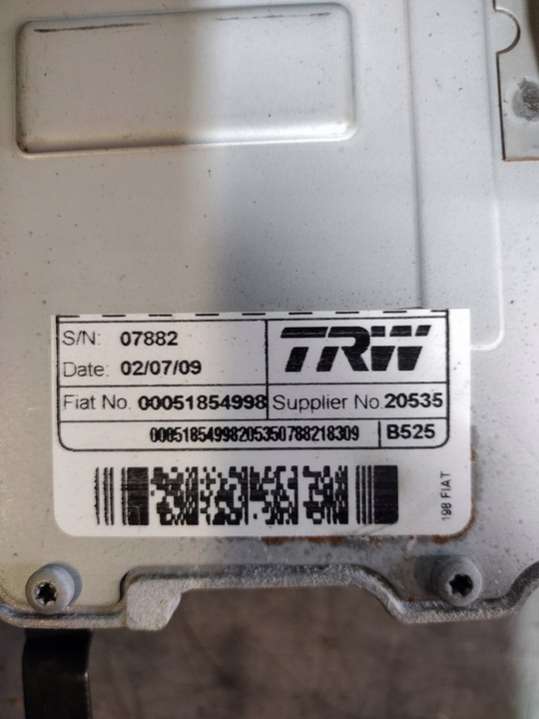 S/N: 07882
TRW
Date: 02/07/09
Fiat No. 00051854998 Supplier No. 20535
00051854998205350788218309 B525
198 FIAT